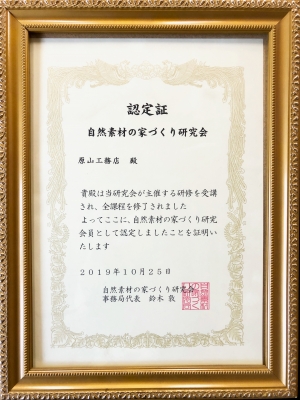 認定証
自然素材の家づくり研究会
原山工務店 殿
貴殿は当研究会が主催する研修を受講
され、全課程を修了されました
よってここに、自然素材の家づくり研究
会員として認定しましたことを証明い
たします
2019年10月25日
自然素材の家づくり研究会
事務局代表 鈴木 敦